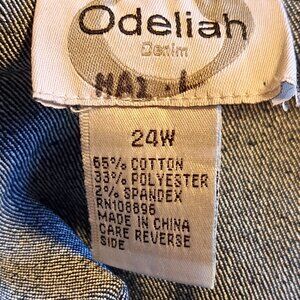 Odeliah
Denim
24W
65% COTTON
33% POLYESTER
2% SPANDEX
RN108896
MADE IN CHINA
CARE REVERSE
SIDE